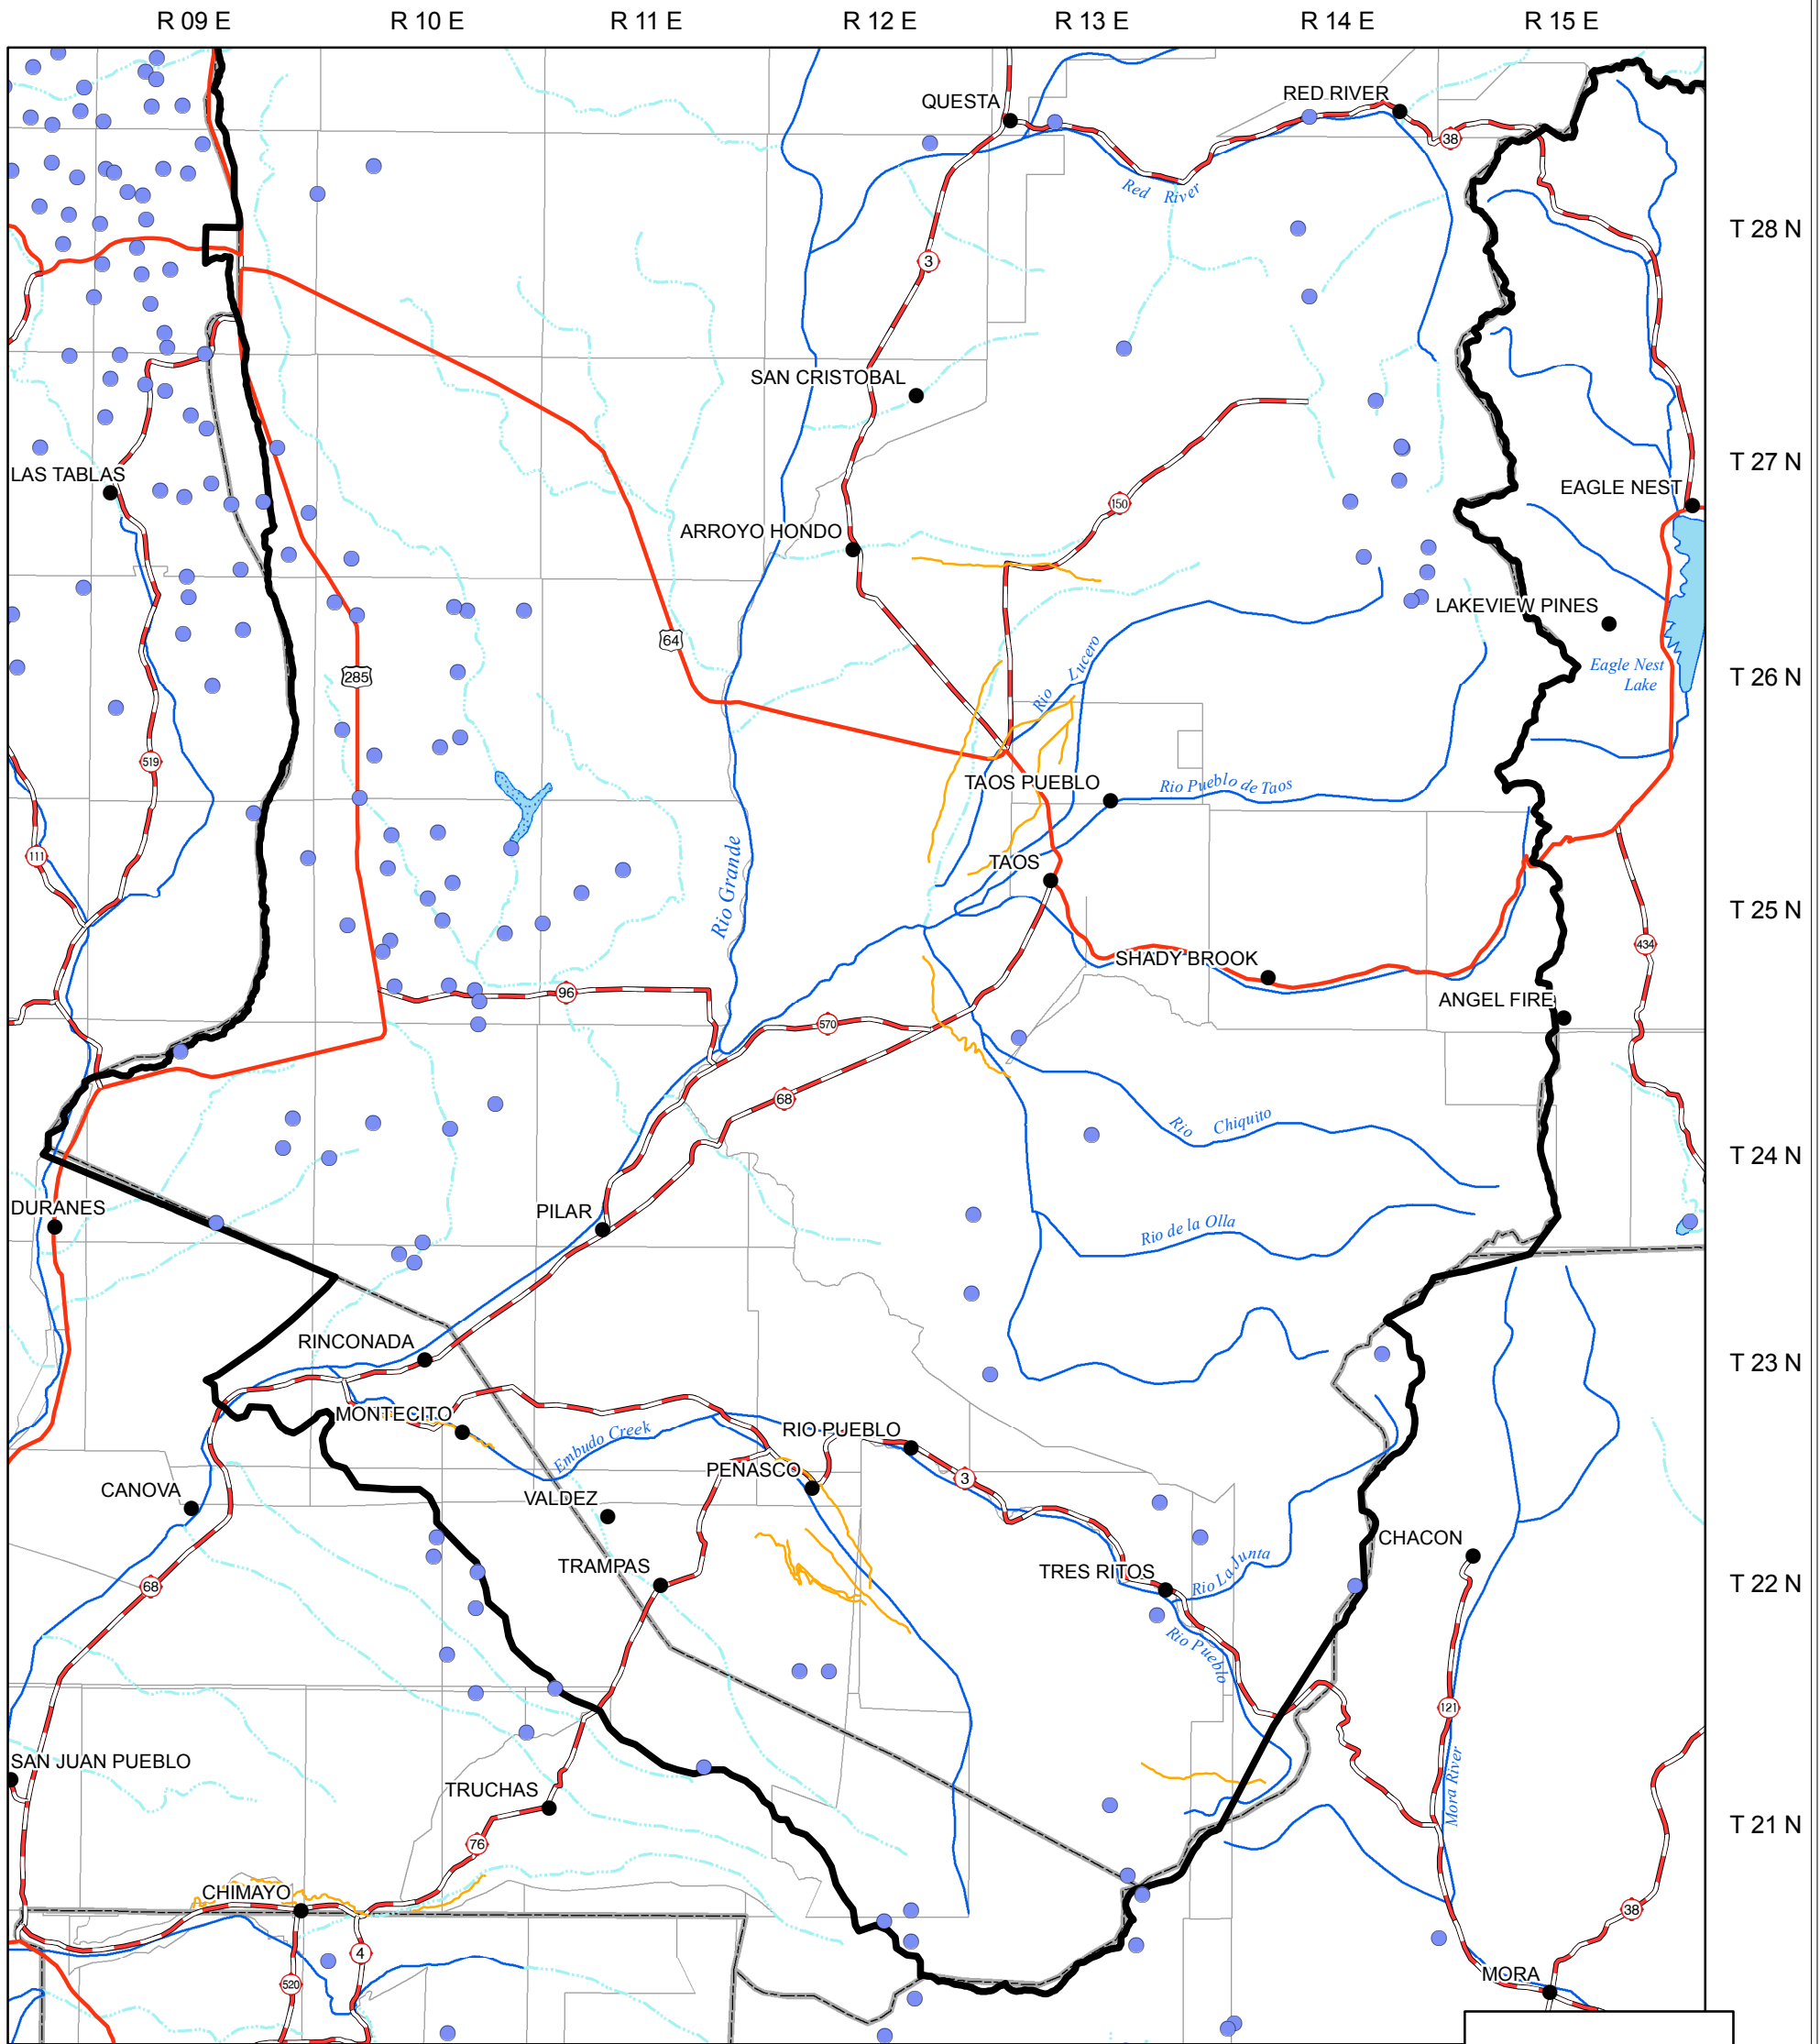 R 09 E R 10 E R 11 E R 12 E R 13 E R 14 E R 15 E
QUESTA
RED RIVER
38
Red River
T 28 N
3
SAN CRISTOBAL
T 27 N
LAS TABLAS
EAGLE NEST
150
ARROYO HONDO
LAKEVIEW PINES
64
Rio Lucero
285
Eagle Nest
Lake
T 26 N
519
TAOS PUEBLO
Rio Pueblo de Taos
111
TAOS
Rio Grande
T 25 N
434
SHADY BROOK
96
ANGEL FIRE
570
68
Rio Chiquito
T 24 N
DURANES
PILAR
Rio de la Olla
RINCONADA
T 23 N
MONTECITO
Embudo Creek
RIO PUEBLO
PEÑASCO
3
CANOVA
VALDEZ
CHACON
TRAMPAS
TRES RITOS
Rio La Junta
68
T 22 N
Rio Pueblo
121
SAN JUAN PUEBLO
Mora River
TRUCHAS
T 21 N
76
CHIMAYO
38
4
520
MORA